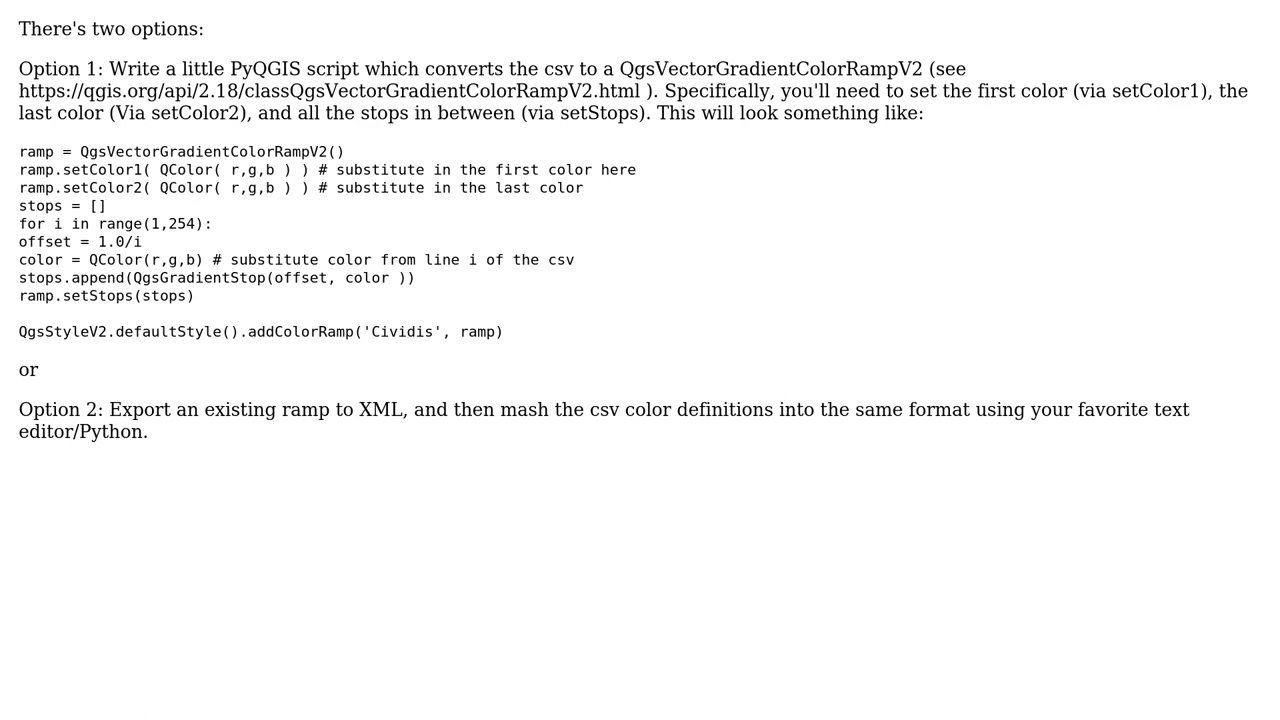 There's two options:
Option 1: Write a little PyQGIS script which converts the csv to a QgsVectorGradientColorRampV2 (see
https://qgis.org/api/2.18/classQgsVectorGradientColorRampV2.html ). Specifically, you'll need to set the first color (via setColor1), the
last color (Via setColor2), and all the stops in between (via setStops). This will look something like:
ramp = QgsVectorGradientColorRampV2()
ramp.setColor1( QColor( r,g,b ) ) # substitute in the first color here
ramp.setColor2( QColor( r,g,b ) ) # substitute in the last color
stops = []
for i in range(1,254):
offset = 1.0/i
color = QColor(r,g,b) # substitute color from line i of the csv
stops.append(QgsGradientStop(offset, color ))
ramp.setStops(stops)
QgsStyleV2.defaultStyle().addColorRamp('Cividis', ramp)
or
Option 2: Export an existing ramp to XML, and then mash the csv color definitions into the same format using your favorite text
editor/Python.